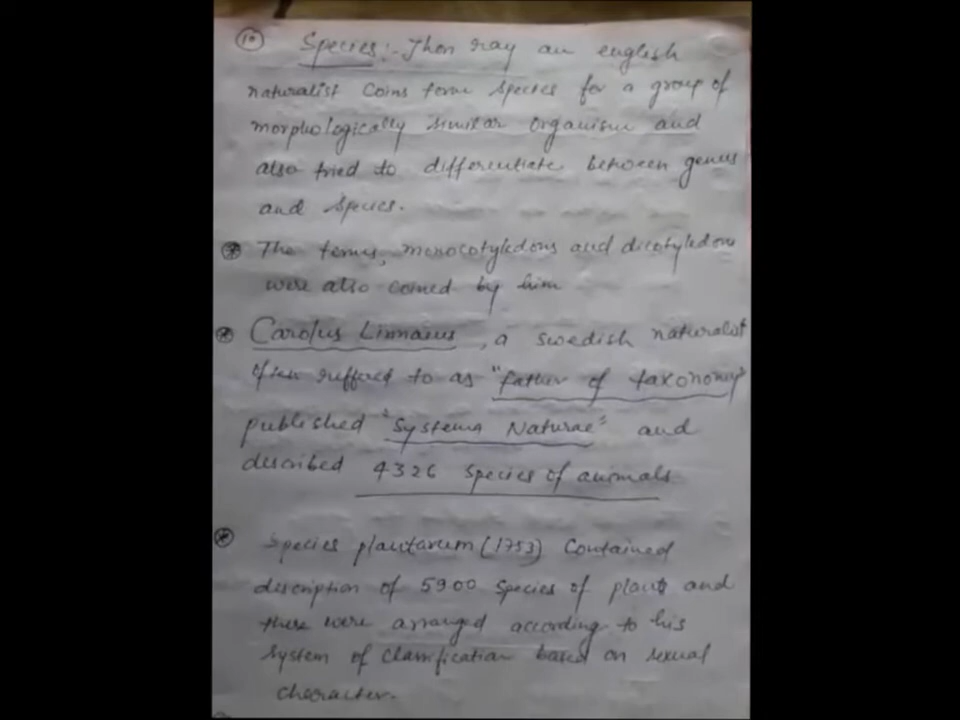 10 Species:- Jhon ray an english
naturalist Coins term Species for a group of
morphologically similar organism and
also tried to differentiate between genus
and Species.
The terms, monocotyledons and dicotyledons
were also coined by him
Carolus Linnaeus, a swedish naturalist
often reffered to as "father of taxonomy"
published "Systema Naturae" and
described 4326 Species of animals
Species plantarum (1753) Contained
description of 5900 Species of plants and
these were arranged according to his
system of classification based on sexual
character.